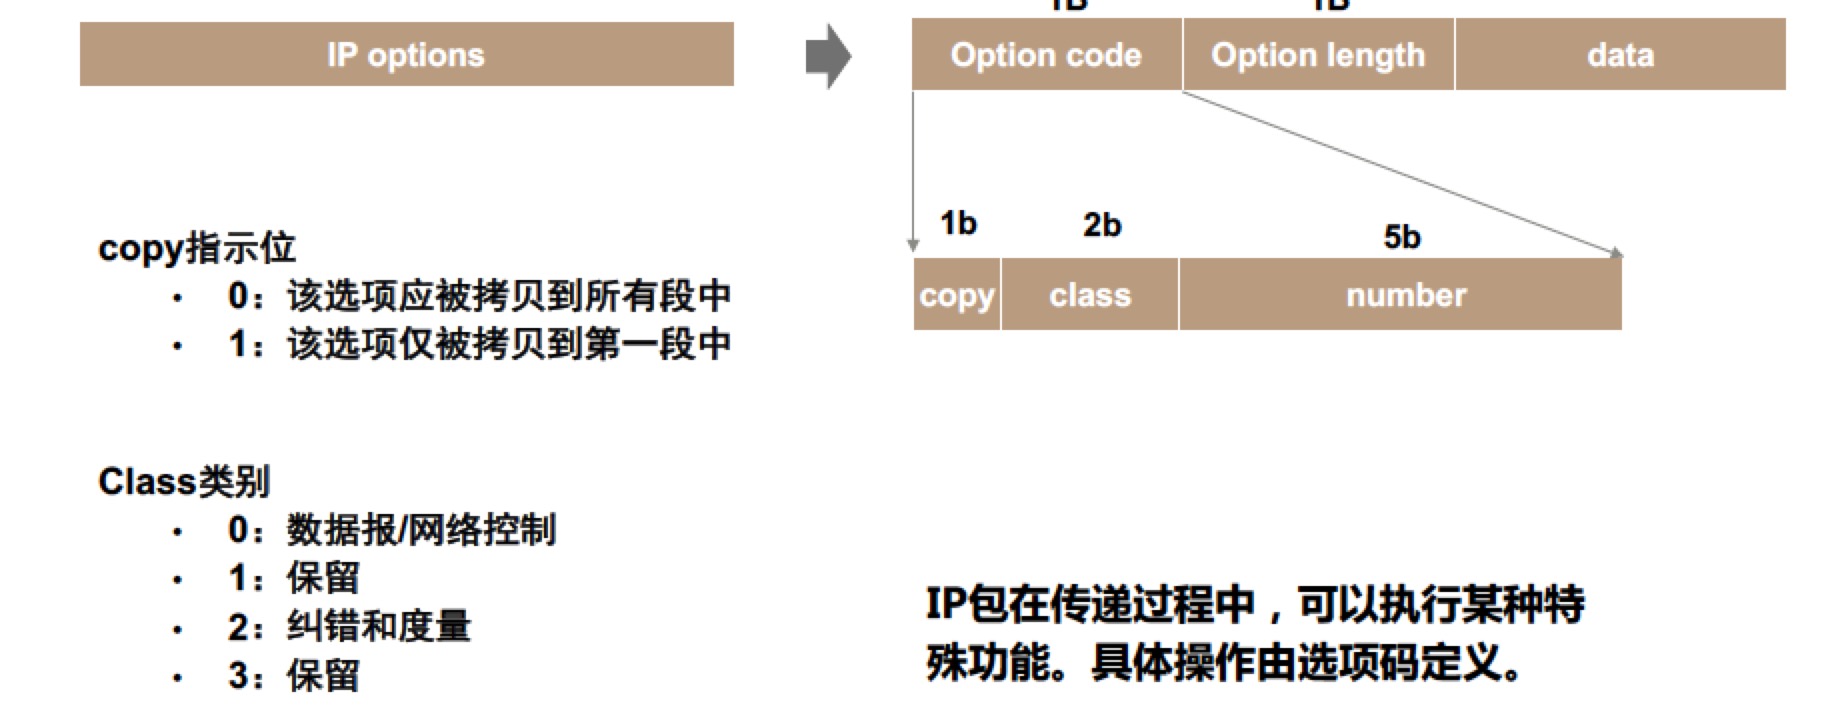 IP options
1B
1B
Option code
Option length
data
1b
2b
5b
copy
class
number
copy指示位
• 0：该选项应被拷贝到所有段中
• 1：该选项仅被拷贝到第一段中
Class类别
• 0：数据报/网络控制
• 1：保留
• 2：纠错和度量
• 3：保留
IP包在传递过程中，可以执行某种特
殊功能。具体操作由选项码定义。